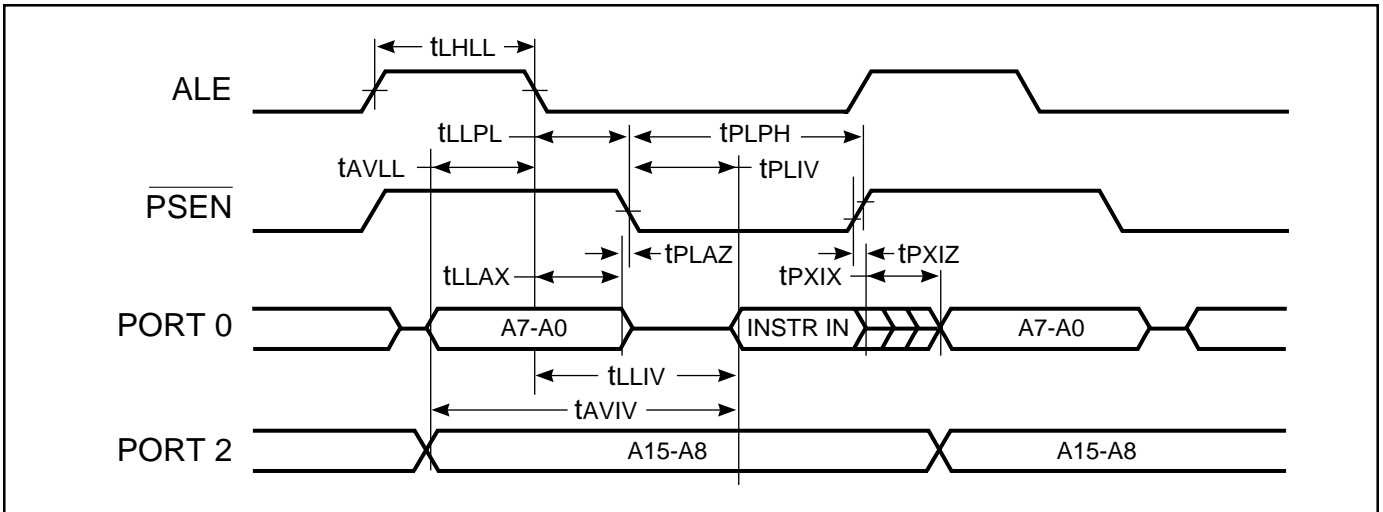 tLHLL
ALE
tLLPL
tPLPH
tAVLL
tPLIV
PSEN
tPLAZ
tPXIZ
tLLAX
tPXIX
PORT 0
A7-A0
INSTR IN
A7-A0
tLLIV
tAVIV
PORT 2
A15-A8
A15-A8